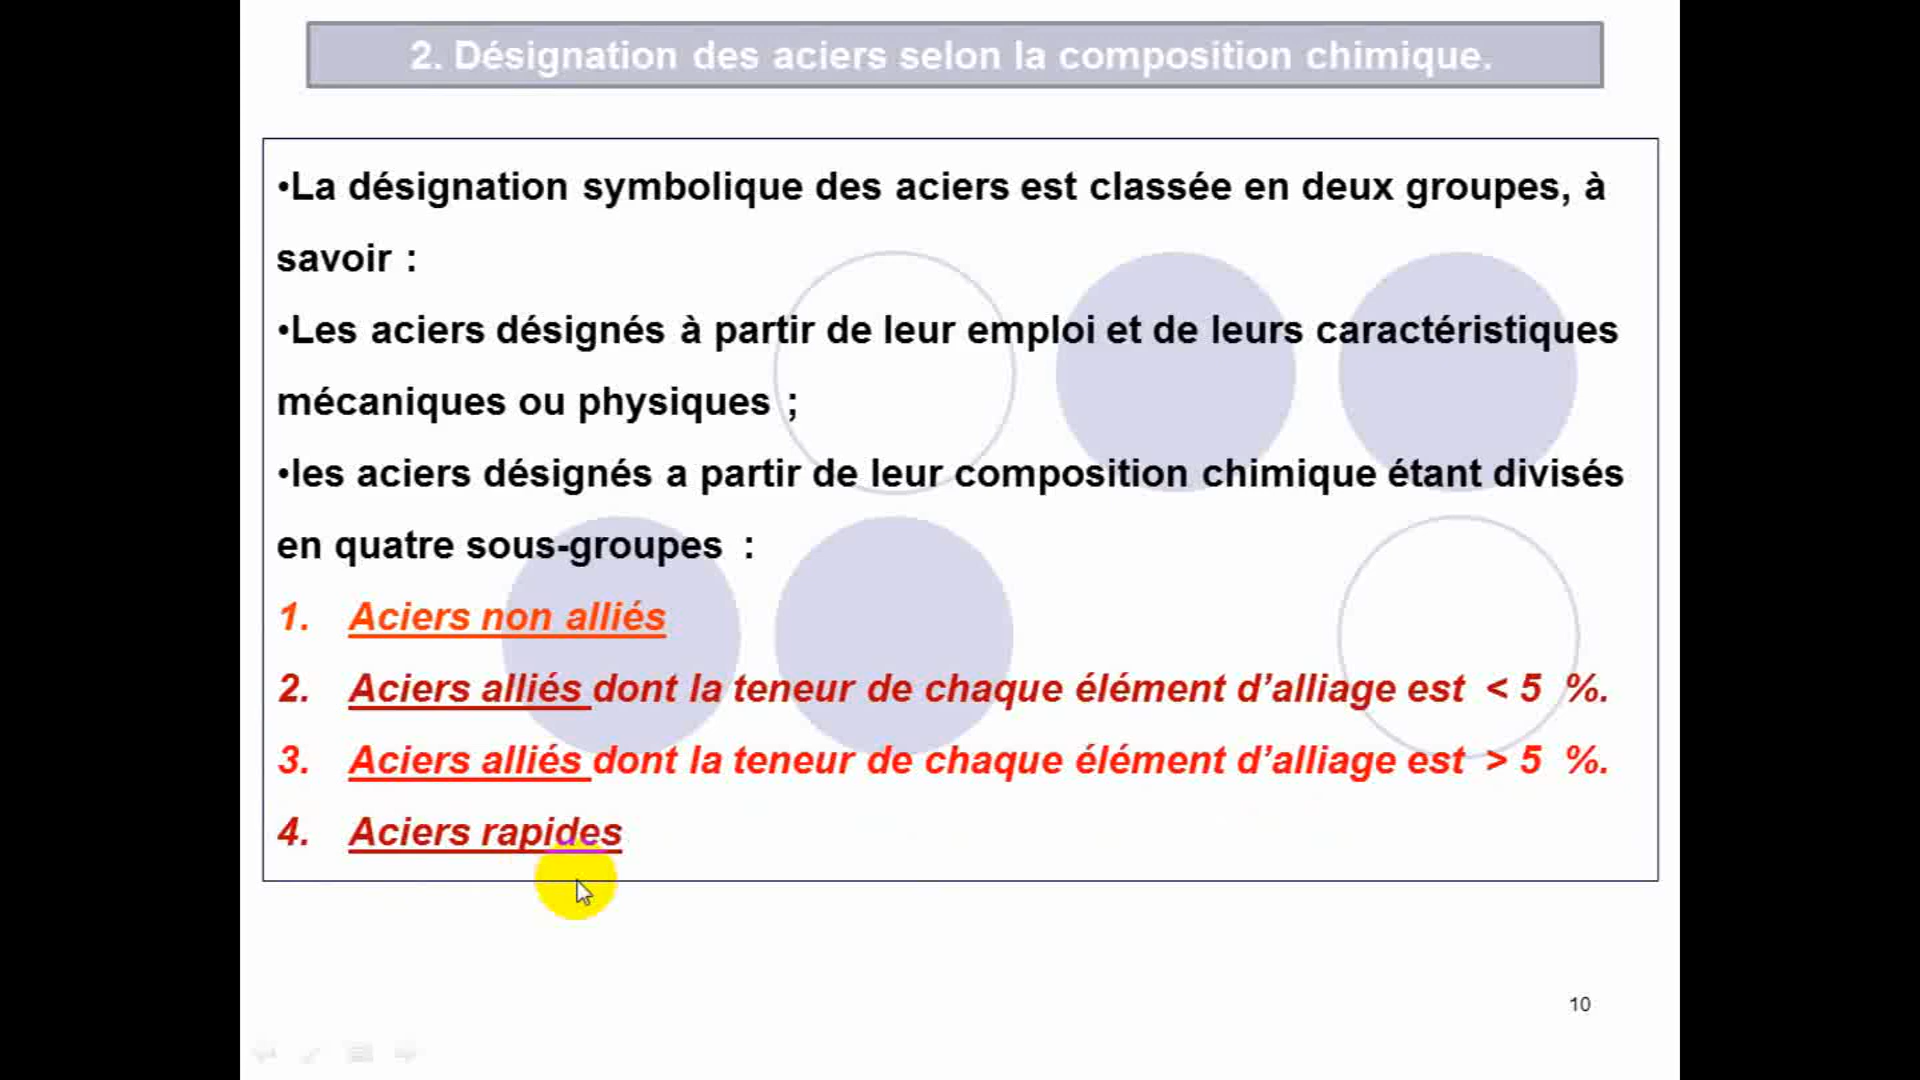 2. Désignation des aciers selon la composition chimique.
•La désignation symbolique des aciers est classée en deux groupes, à
savoir :
•Les aciers désignés à partir de leur emploi et de leurs caractéristiques
mécaniques ou physiques ;
•les aciers désignés a partir de leur composition chimique étant divisés
en quatre sous-groupes :
1. Aciers non alliés
2. Aciers alliés dont la teneur de chaque élément d’alliage est < 5 %.
3. Aciers alliés dont la teneur de chaque élément d’alliage est > 5 %.
4. Aciers rapides
10